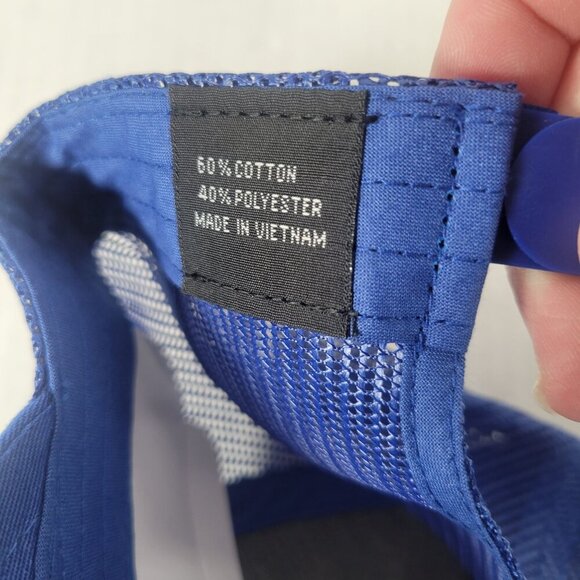 60% COTTON
40% POLYESTER
MADE IN VIETNAM